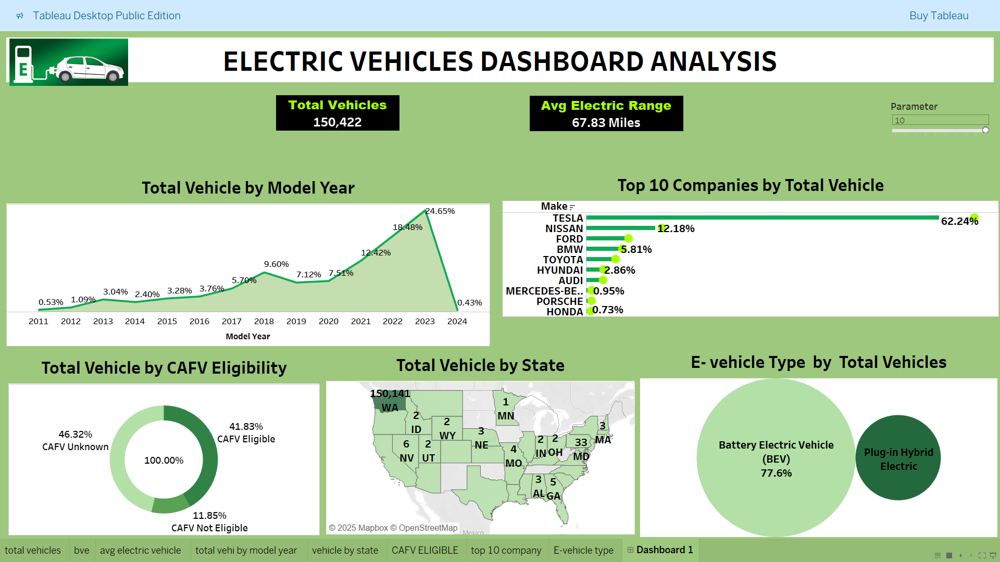 Tableau Desktop Public Edition
Buy Tableau
E
ELECTRIC VEHICLES DASHBOARD ANALYSIS
Total Vehicles
150,422
Avg Electric Range
67.83 Miles
Parameter
10
Total Vehicle by Model Year
24.65%
18.48%
12.42%
9.60%
7.12%
7.51%
5.70%
3.76%
3.28%
2.40%
3.04%
1.09%
0.53%
0.43%
2011 2012 2013 2014 2015 2016 2017 2018 2019 2020 2021 2022 2023 2024
Model Year
Top 10 Companies by Total Vehicle
Make
TESLA 62.24%
NISSAN 12.18%
FORD
BMW 5.81%
TOYOTA
HYUNDAI 2.86%
AUDI
MERCEDES-BE.. 0.95%
PORSCHE
HONDA 0.73%
Total Vehicle by CAFV Eligibility
41.83%
CAFV Eligible
46.32%
CAFV Unknown
100.00%
11.85%
CAFV Not Eligible
Total Vehicle by State
150,141
WA
1
MN
2
ID
2
WY
3
NE
3
MA
6
NV
2
UT
4
MO
2
IN
2
OH
33
MD
3
AL
5
GA
United
Mexico
© 2025 Mapbox © OpenStreetMap
E- vehicle Type by Total Vehicles
Battery Electric Vehicle
(BEV)
77.6%
Plug-in Hybrid
Electric
total vehicles
bve
avg electric vehicle
total vehi by model year
vehicle by state
CAFV ELIGIBLE
top 10 company
E-vehicle type
Dashboard 1